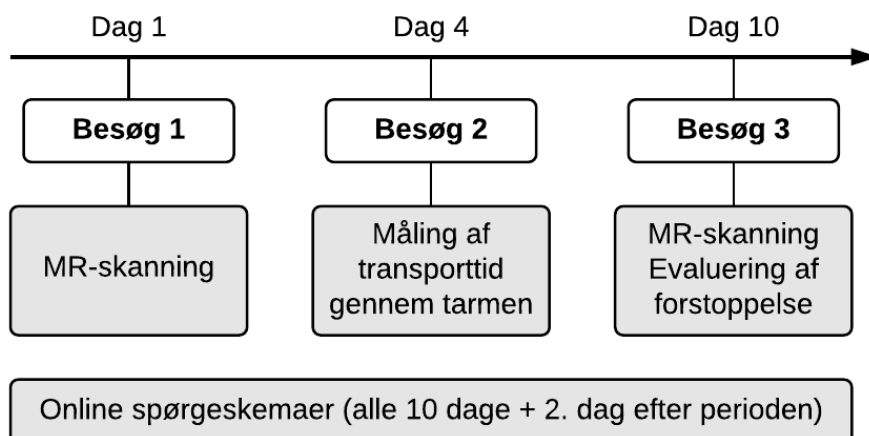 Dag 1
Dag 4
Dag 10
Besøg 1
Besøg 2
Besøg 3
MR-skanning
Måling af
transporttid
gennem tarmen
MR-skanning
Evaluering af
forstoppelse
Online spørgeskemaer (alle 10 dage + 2. dag efter perioden)